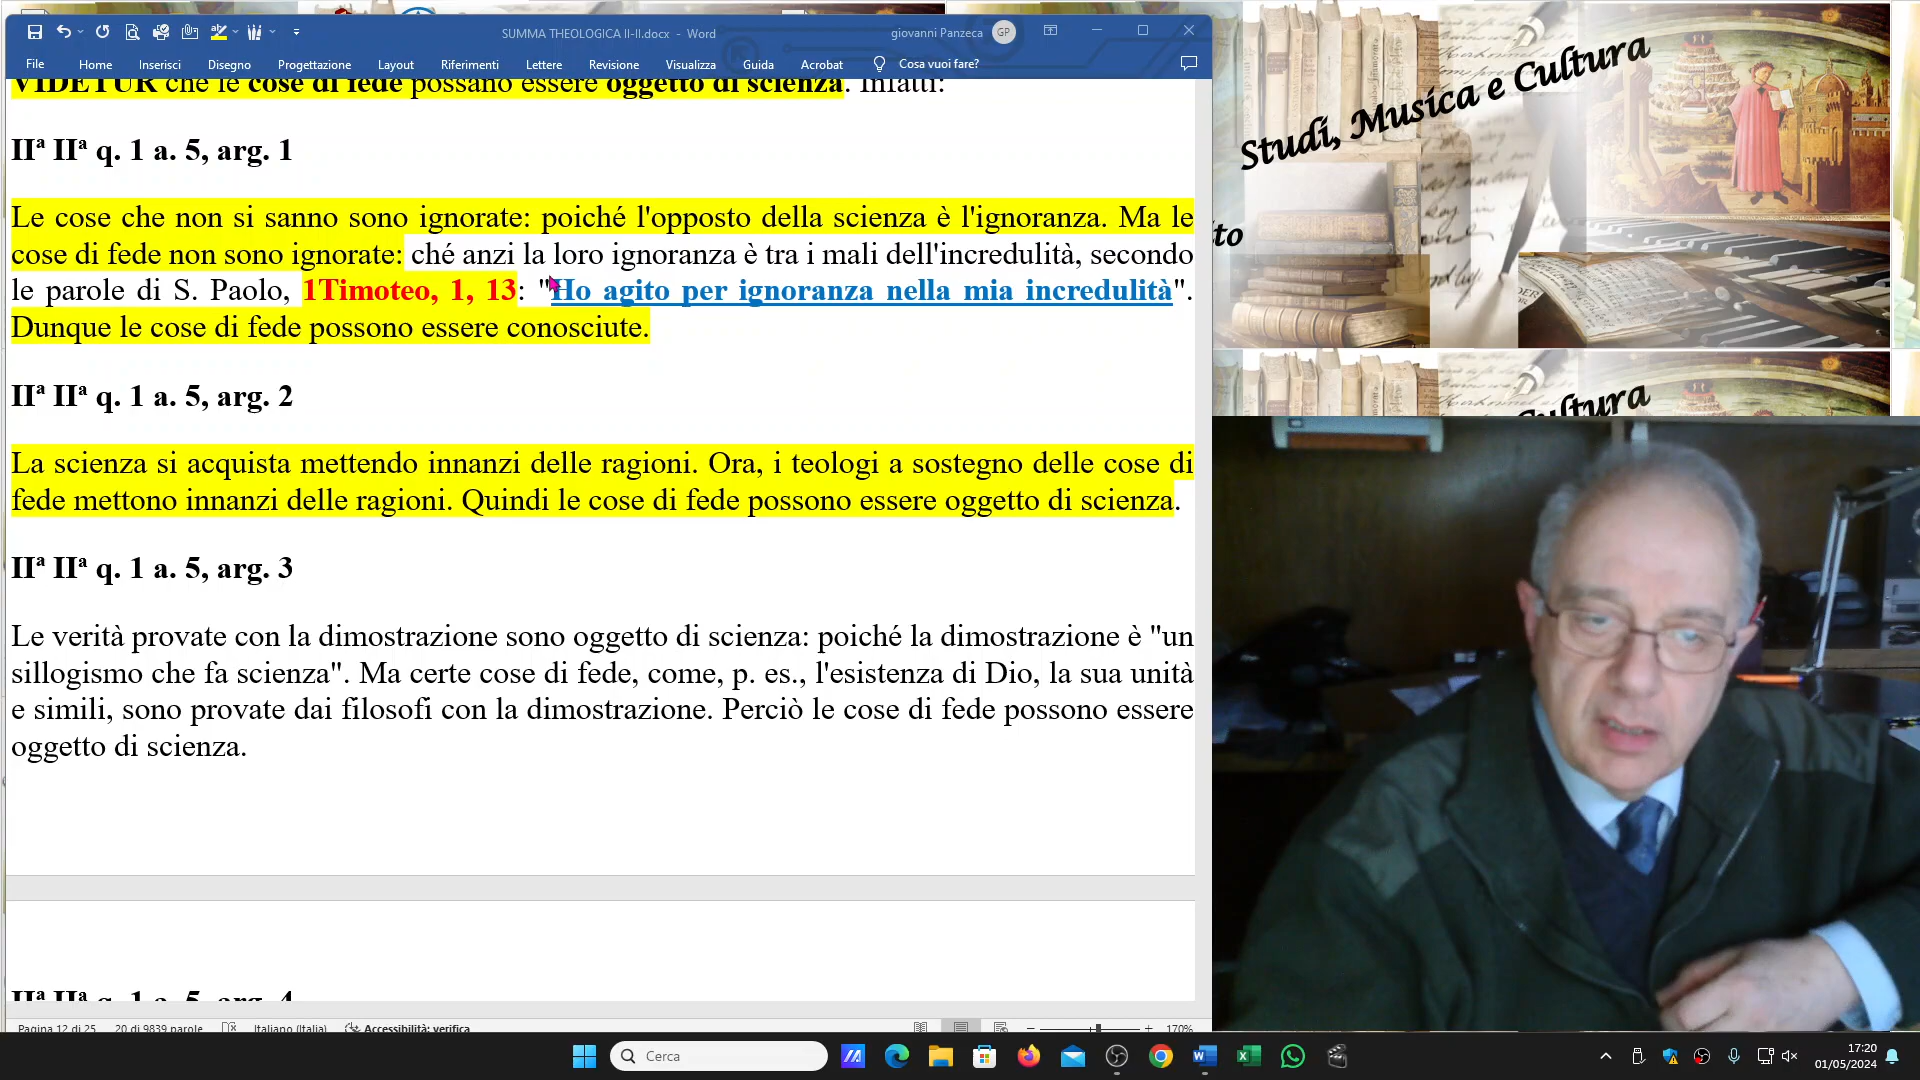 SUMMA THEOLOGICA II-II.docx - Word
giovanni Panzeca GP
File Home Inserisci Disegno Progettazione Layout Riferimenti Lettere Revisione Visualizza Guida Acrobat Cosa vuoi fare?
VIDETUR che le cose di fede possano essere oggetto di scienza. Infatti:
IIª IIª q. 1 a. 5, arg. 1
Le cose che non si sanno sono ignorate: poiché l'opposto della scienza è l'ignoranza. Ma le
cose di fede non sono ignorate: ché anzi la loro ignoranza è tra i mali dell'incredulità, secondo
le parole di S. Paolo, 1Timoteo, 1, 13: "Ho agito per ignoranza nella mia incredulità".
Dunque le cose di fede possono essere conosciute.
IIª IIª q. 1 a. 5, arg. 2
La scienza si acquista mettendo innanzi delle ragioni. Ora, i teologi a sostegno delle cose di
fede mettono innanzi delle ragioni. Quindi le cose di fede possono essere oggetto di scienza.
IIª IIª q. 1 a. 5, arg. 3
Le verità provate con la dimostrazione sono oggetto di scienza: poiché la dimostrazione è "un
sillogismo che fa scienza". Ma certe cose di fede, come, p. es., l'esistenza di Dio, la sua unità
e simili, sono provate dai filosofi con la dimostrazione. Perciò le cose di fede possono essere
oggetto di scienza.
IIª IIª q. 1 a. 5, arg. 4
Pagina 12 di 25 20 di 9839 parole Italiano (Italia) Accessibilità: verifica 170%
Studi, Musica e Cultura
to
Cultura
Cerca
17:20
01/05/2024